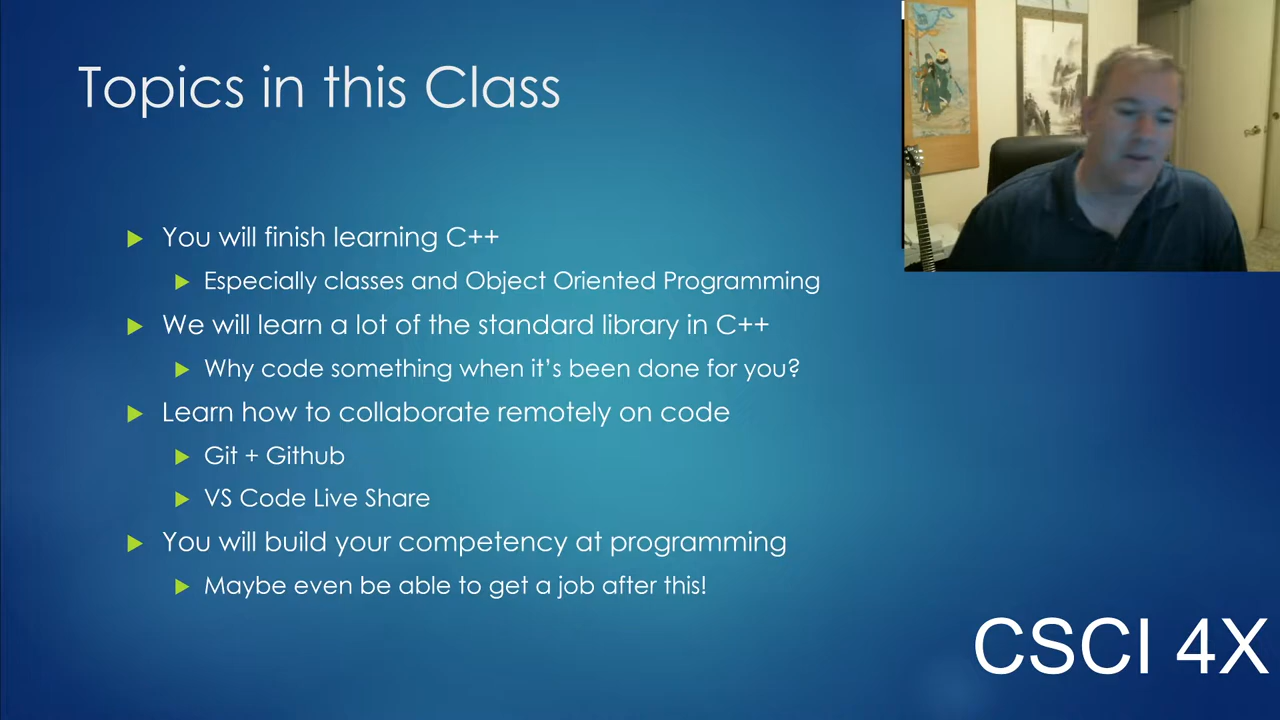 Topics in this Class
You will finish learning C++
Especially classes and Object Oriented Programming
We will learn a lot of the standard library in C++
Why code something when it's been done for you?
Learn how to collaborate remotely on code
Git + Github
VS Code Live Share
You will build your competency at programming
Maybe even be able to get a job after this!
CSCI 4X